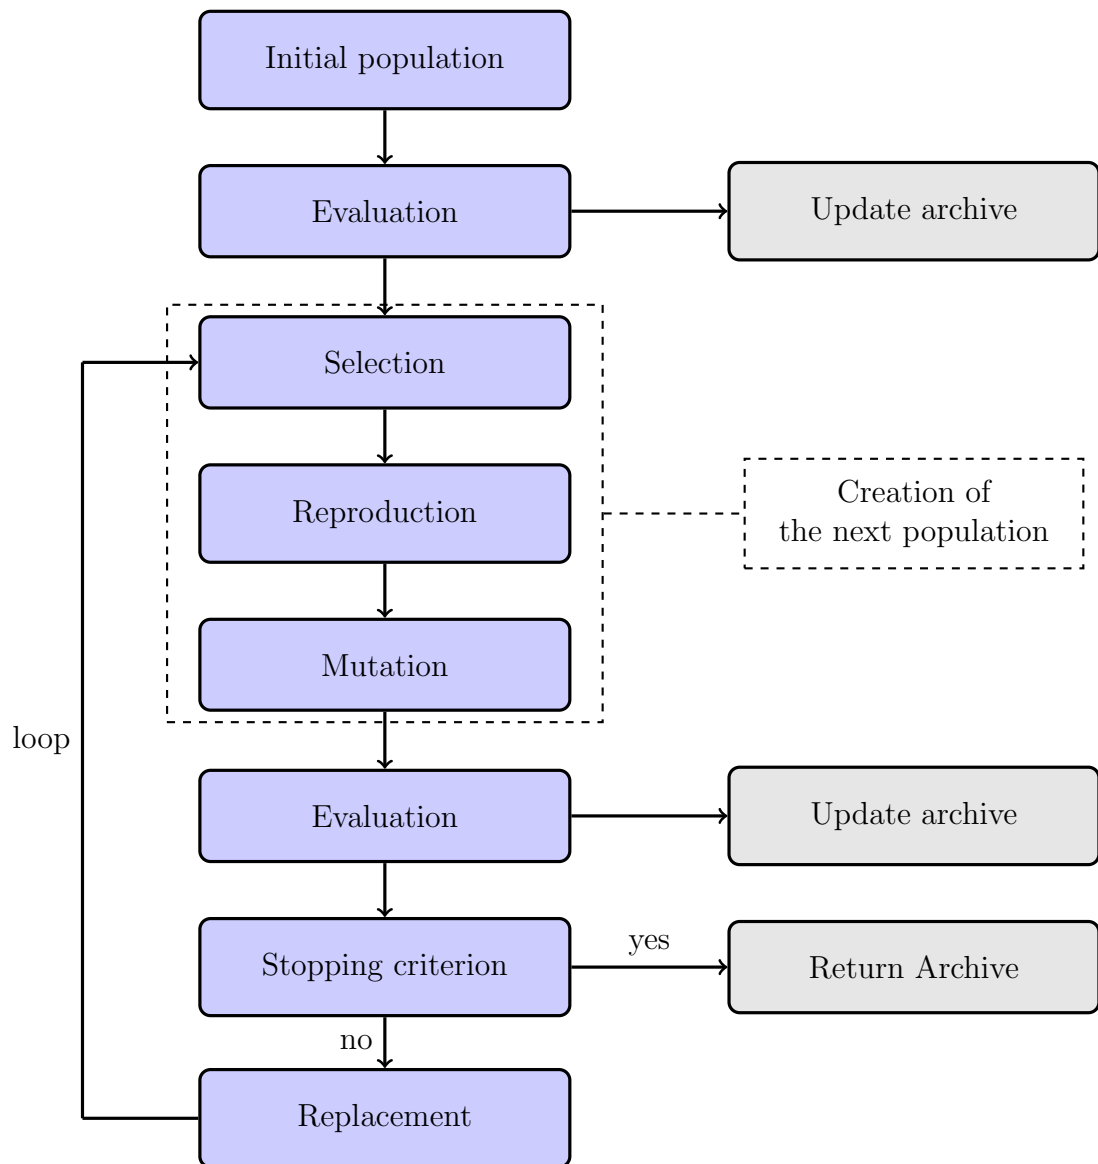 Initial population
Evaluation
Update archive
Selection
Reproduction
Creation of
the next population
Mutation
loop
Evaluation
Update archive
yes
Stopping criterion
Return Archive
no
Replacement